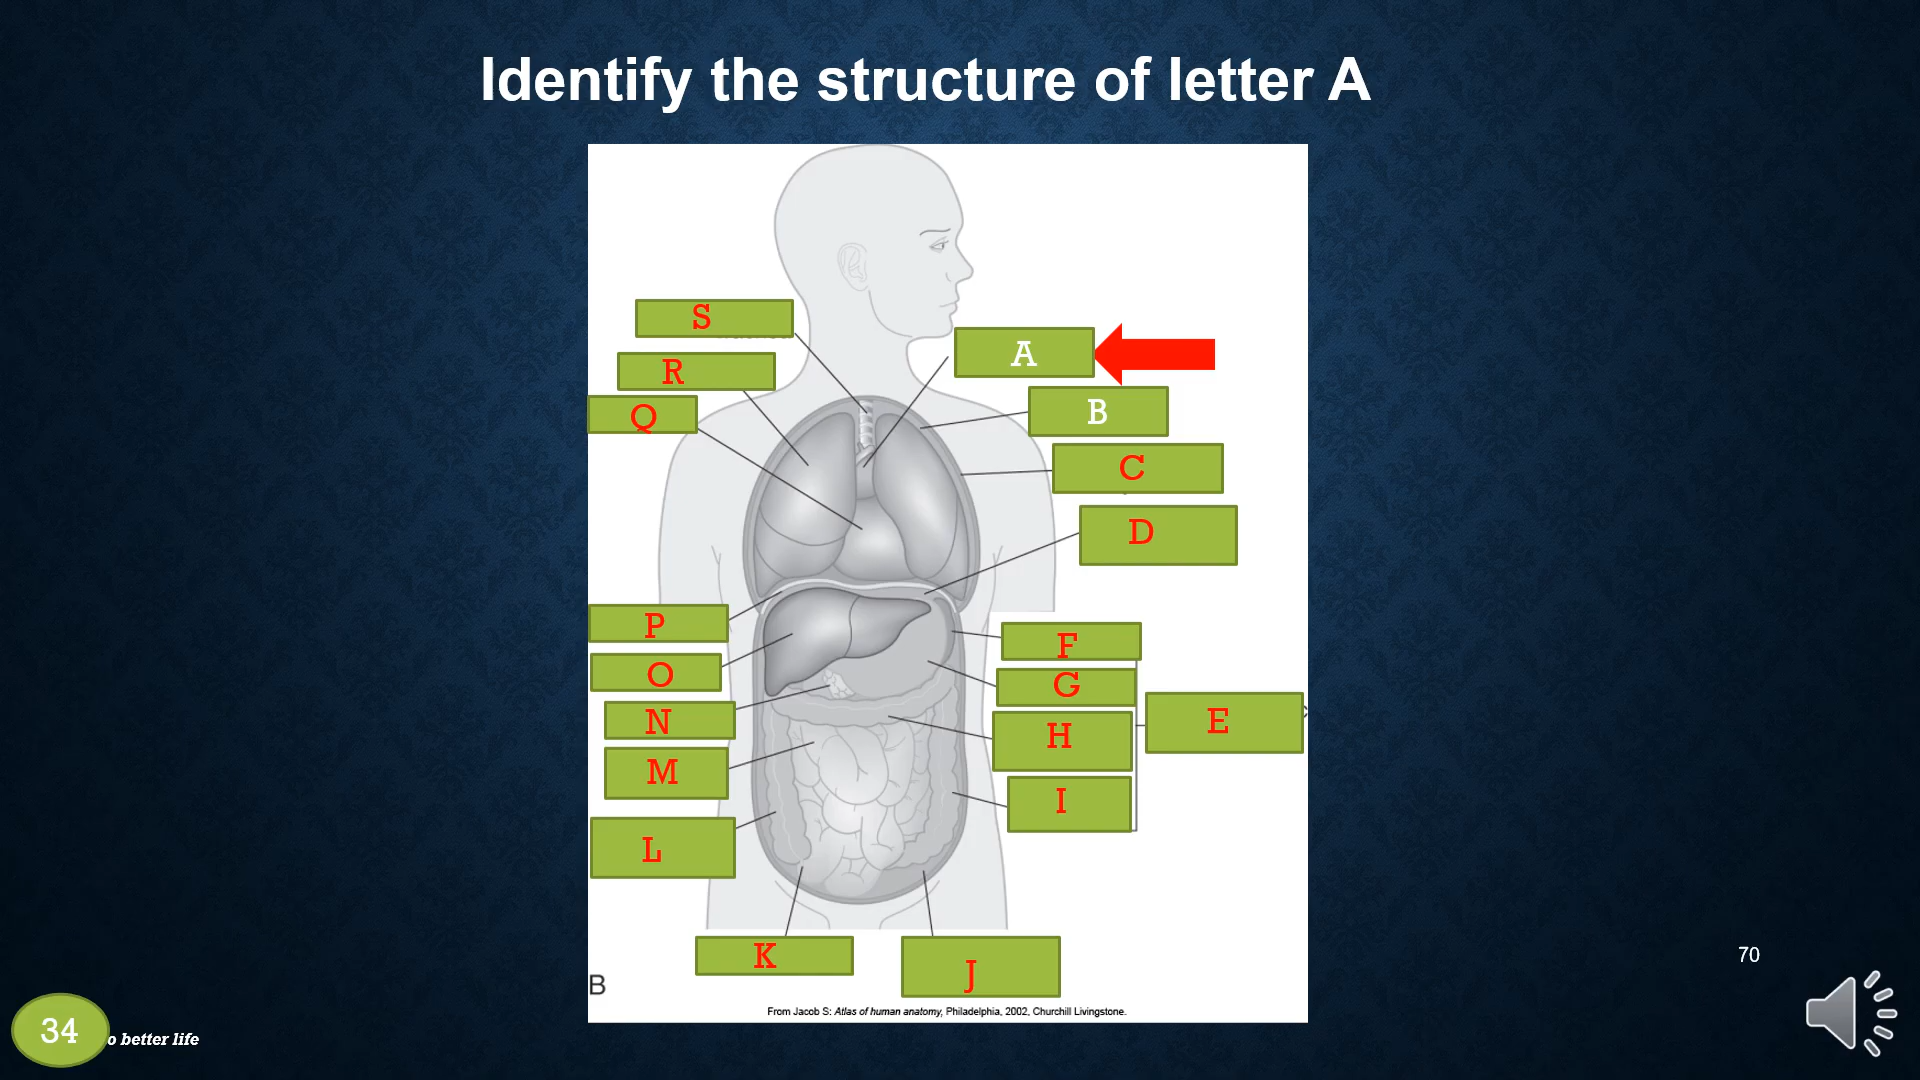 Identify the structure of letter A
S
A
R
B
Q
C
D
P
F
O
G
N
E
H
M
I
L
K
J
B
From Jacob S: Atlas of human anatomy, Philadelphia, 2002, Churchill Livingstone.
70
34
o better life